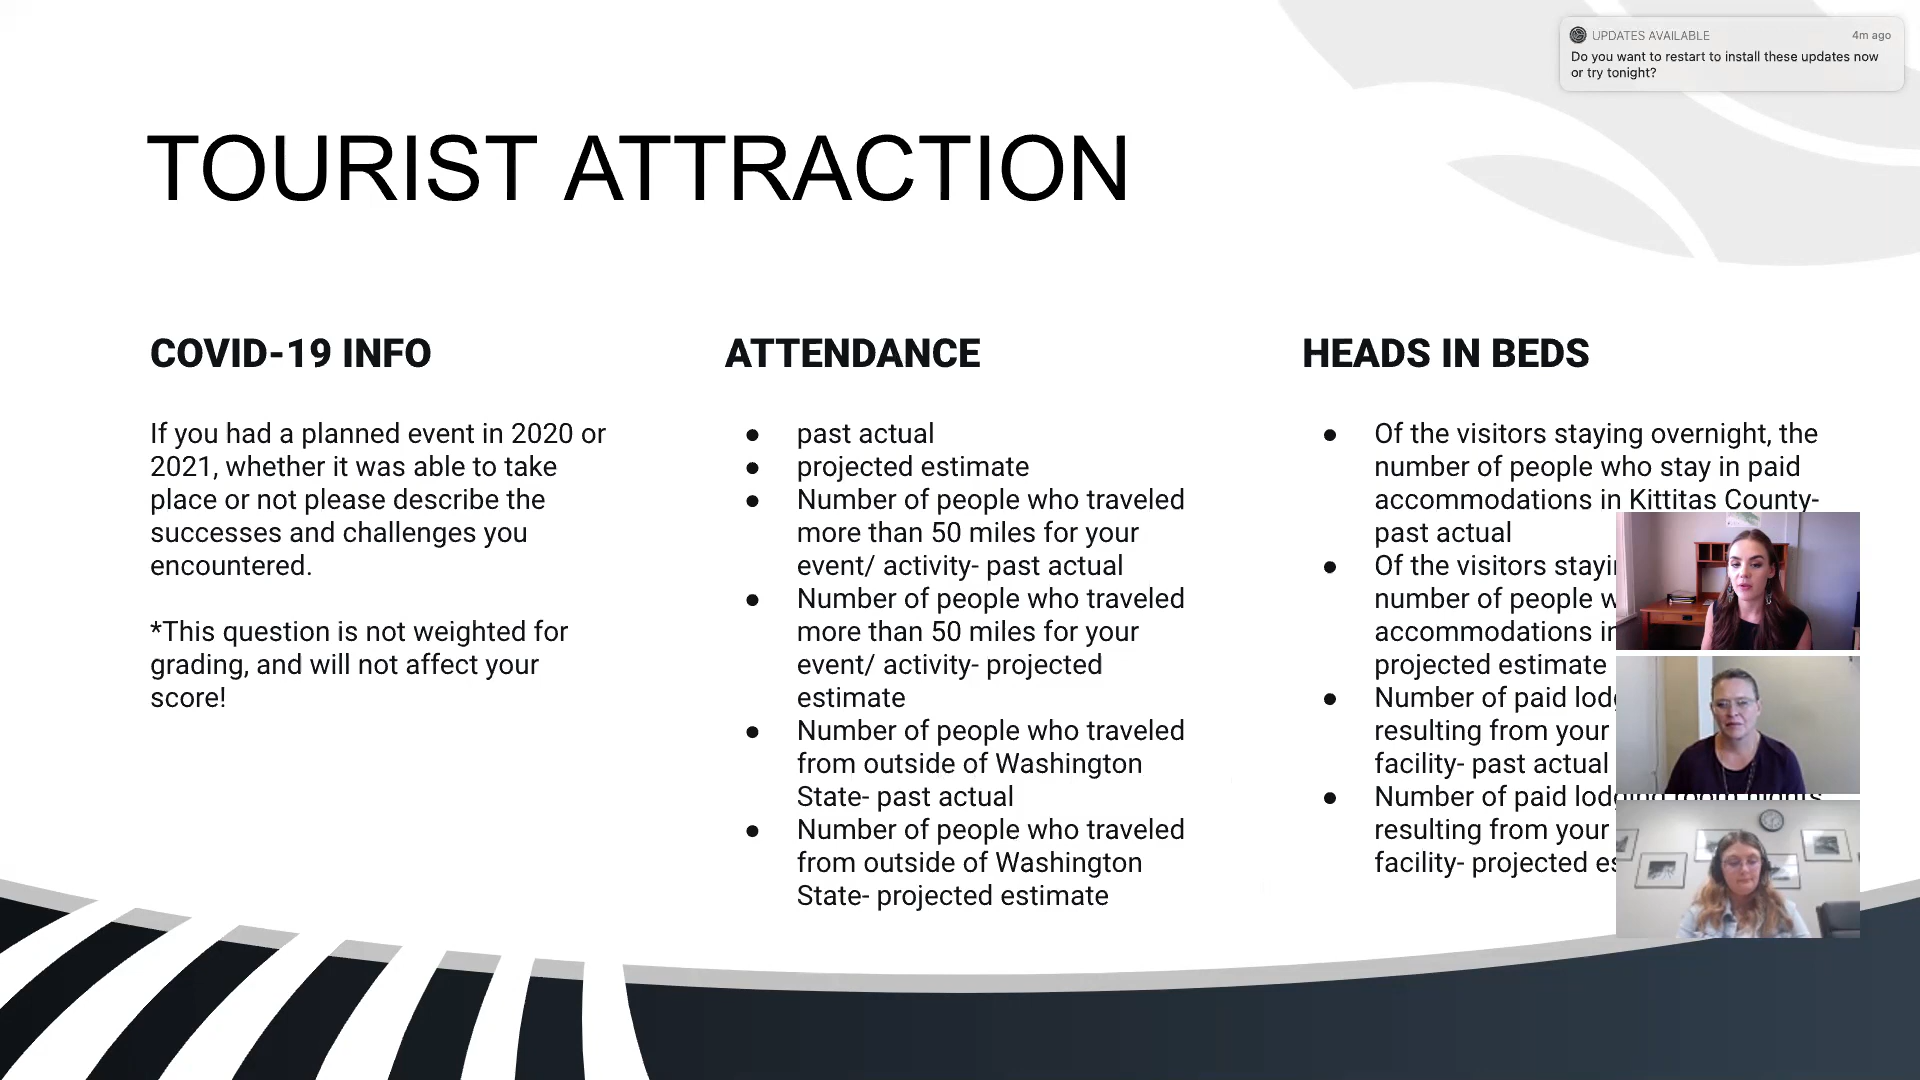 UPDATES AVAILABLE
4m ago
Do you want to restart to install these updates now
or try tonight?
TOURIST ATTRACTION
COVID-19 INFO
If you had a planned event in 2020 or
2021, whether it was able to take
place or not please describe the
successes and challenges you
encountered.
*This question is not weighted for
grading, and will not affect your
score!
ATTENDANCE
● past actual
● projected estimate
● Number of people who traveled
more than 50 miles for your
event/ activity- past actual
● Number of people who traveled
more than 50 miles for your
event/ activity- projected
estimate
● Number of people who traveled
from outside of Washington
State- past actual
● Number of people who traveled
from outside of Washington
State- projected estimate
HEADS IN BEDS
● Of the visitors staying overnight, the
number of people who stay in paid
accommodations in Kittitas County-
past actual
● Of the visitors
number of people
accommodations
projected estimate
● Number of paid
resulting from your
facility- past actual
● Number of paid lodging room nights
resulting from your
facility- projected